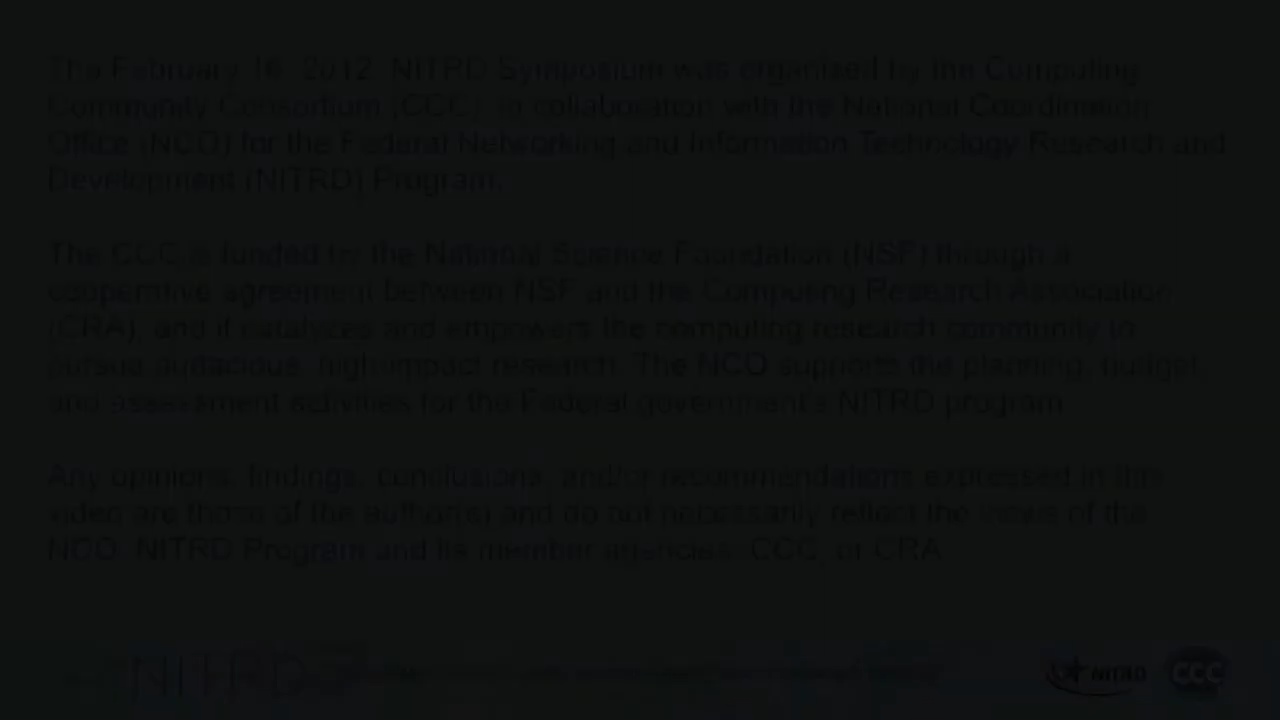 The February 16, 2012, NITRD Symposium was organized by the Computing
Community Consortium (CCC), in collaboration with the National Coordination
Office (NCO) for the Federal Networking and Information Technology Research and
Development (NITRD) Program.
The CCC is funded by the National Science Foundation (NSF) through a
cooperative agreement between NSF and the Computing Research Association
(CRA), and it catalyzes and empowers the computing research community to
pursue audacious, high-impact research. The NCO supports the planning, budget,
and assessment activities for the Federal government's NITRD program.
Any opinions, findings, conclusions, and/or recommendations expressed in this
video are those of the author(s) and do not necessarily reflect the views of the
NCO, NITRD Program and its member agencies, CCC, or CRA.
NITRD
NITRD CCC